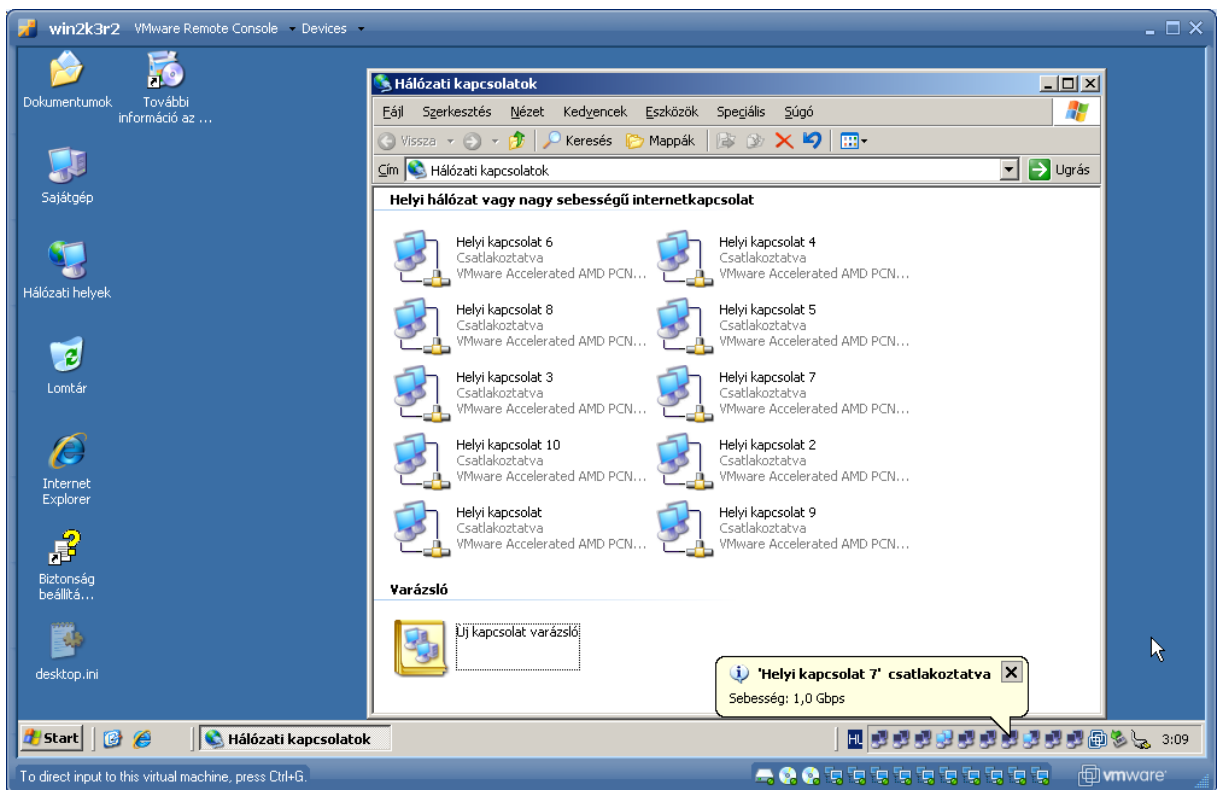 win2k3r2 VMware Remote Console Devices
Dokumentumok
További
információ az ...
Sajátgép
Hálózati helyek
Lomtár
Internet
Explorer
Biztonság
beállítá...
desktop.ini
Hálózati kapcsolatok
Fájl Szerkesztés Nézet Kedvencek Eszközök Speciális Súgó
Vissza Keresés Mappák
Cím Hálózati kapcsolatok Ugrás
Helyi hálózat vagy nagy sebességű internetkapcsolat
Helyi kapcsolat 6
Csatlakoztatva
VMware Accelerated AMD PCN...
Helyi kapcsolat 4
Csatlakoztatva
VMware Accelerated AMD PCN...
Helyi kapcsolat 8
Csatlakoztatva
VMware Accelerated AMD PCN...
Helyi kapcsolat 5
Csatlakoztatva
VMware Accelerated AMD PCN...
Helyi kapcsolat 3
Csatlakoztatva
VMware Accelerated AMD PCN...
Helyi kapcsolat 7
Csatlakoztatva
VMware Accelerated AMD PCN...
Helyi kapcsolat 10
Csatlakoztatva
VMware Accelerated AMD PCN...
Helyi kapcsolat 2
Csatlakoztatva
VMware Accelerated AMD PCN...
Helyi kapcsolat
Csatlakoztatva
VMware Accelerated AMD PCN...
Helyi kapcsolat 9
Csatlakoztatva
VMware Accelerated AMD PCN...
Varázsló
Új kapcsolat varázsló
'Helyi kapcsolat 7' csatlakoztatva
Sebesség: 1,0 Gbps
Start Hálózati kapcsolatok HU 3:09
To direct input to this virtual machine, press Ctrl+G. vmware